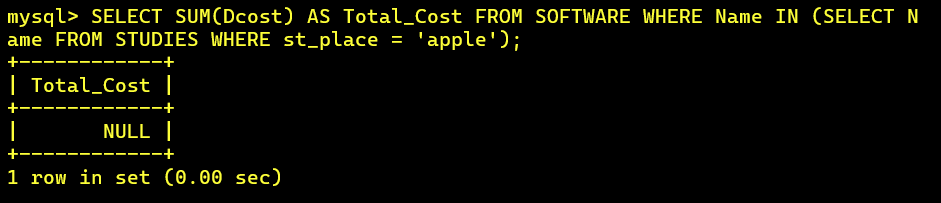 mysql> SELECT SUM(Dcost) AS Total_Cost FROM SOFTWARE WHERE Name IN (SELECT N
ame FROM STUDIES WHERE st_place = 'apple');
+------------+
| Total_Cost |
+------------+
|       NULL |
+------------+
1 row in set (0.00 sec)